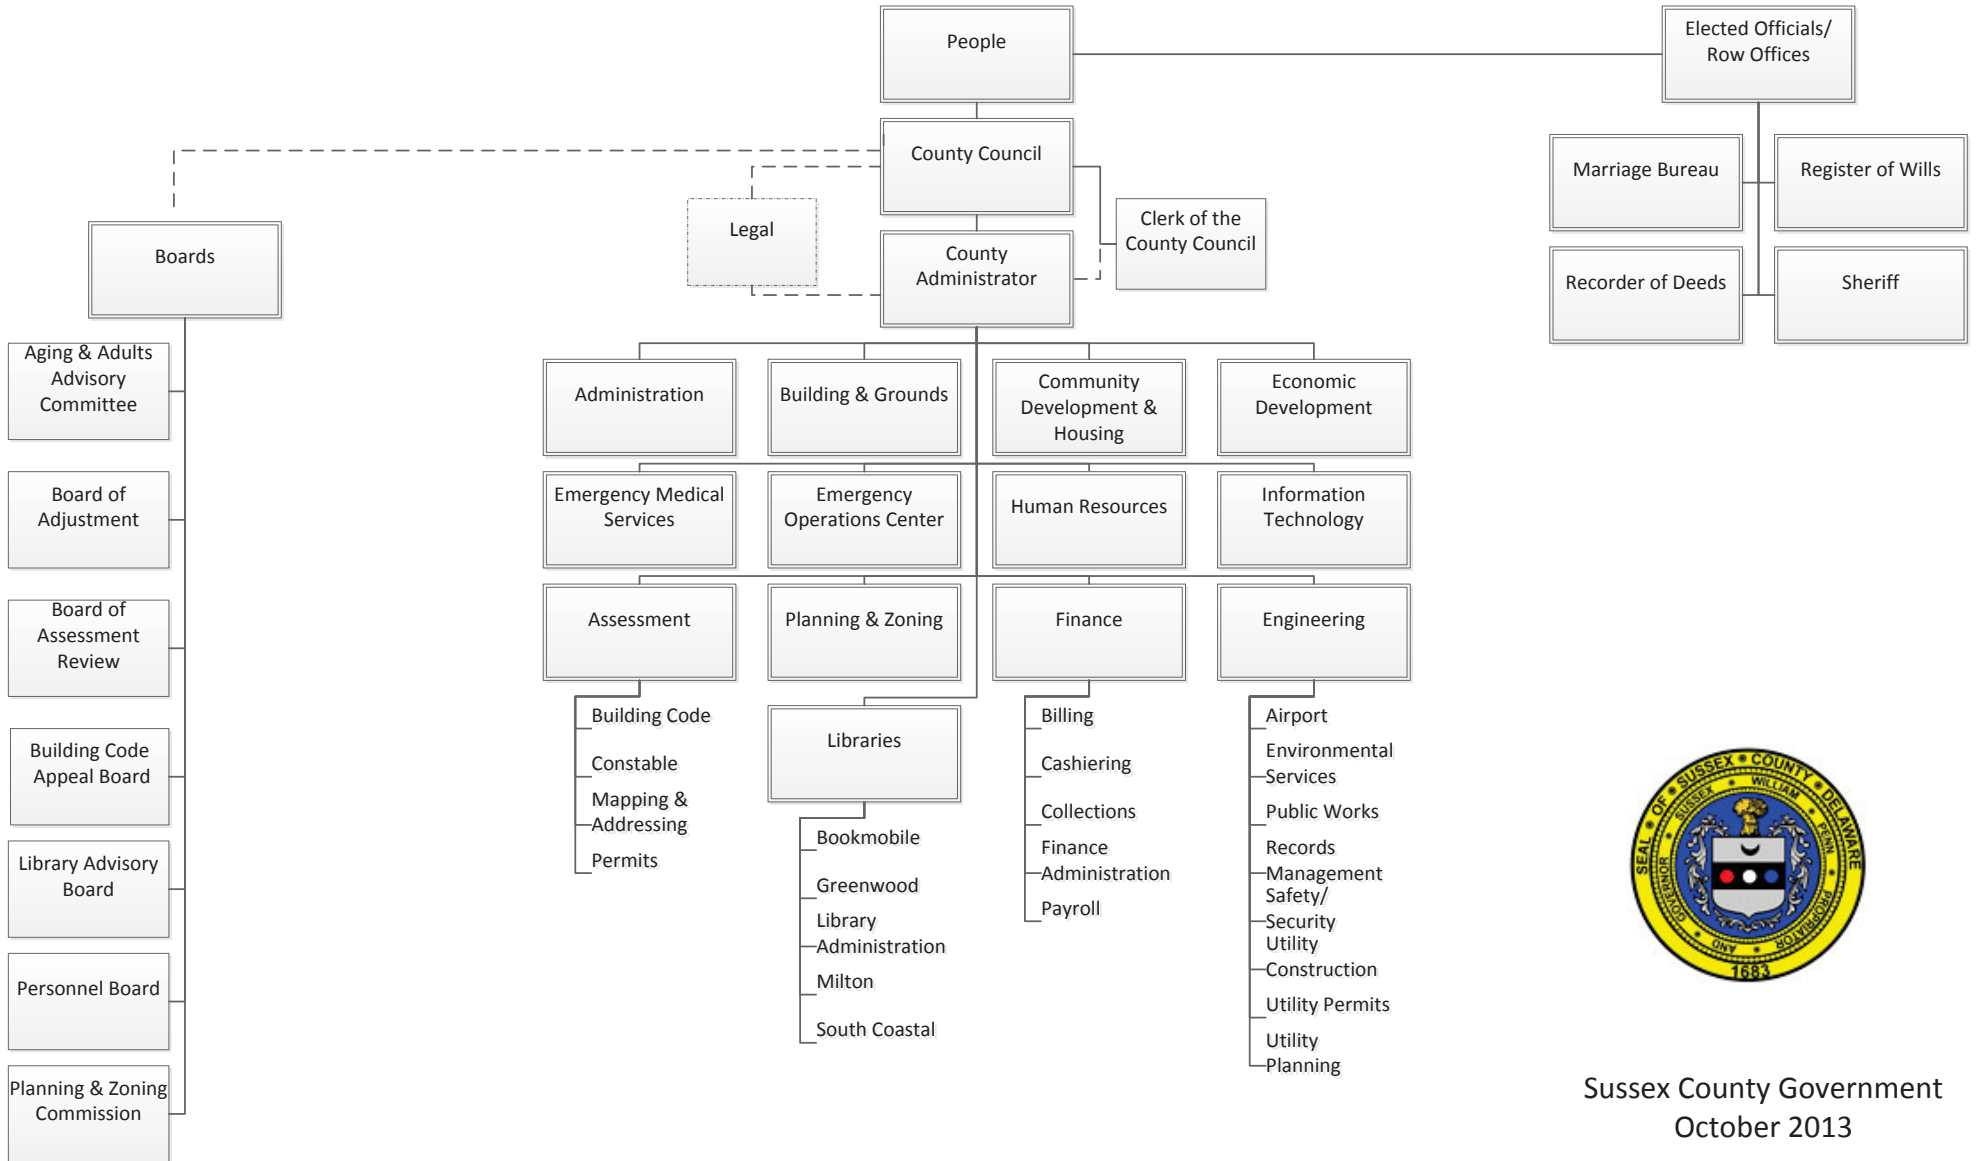 People
Elected Officials/
Row Offices
County Council
Marriage Bureau
Register of Wills
Legal
Clerk of the
County Council
Boards
County
Administrator
Recorder of Deeds
Sheriff
Aging & Adults
Advisory
Committee
Board of
Adjustment
Board of
Assessment
Review
Building Code
Appeal Board
Library Advisory
Board
Personnel Board
Planning & Zoning
Commission
Administration
Building & Grounds
Community
Development &
Housing
Economic
Development
Emergency Medical
Services
Emergency
Operations Center
Human Resources
Information
Technology
Assessment
Planning & Zoning
Finance
Engineering
Building Code
Constable
Mapping &
Addressing
Permits
Libraries
Bookmobile
Greenwood
Library
Administration
Milton
South Coastal
Billing
Cashiering
Collections
Finance
Administration
Payroll
Airport
Environmental
Services
Public Works
Records
Management
Safety/
Security
Utility
Construction
Utility Permits
Utility
Planning
SEAL • OF • SUSSEX • COUNTY • DELAWARE
WILLIAM • PENN • PROPRIATOR • AND • GOVERNOR • SUSSEX
1683
Sussex County Government
October 2013